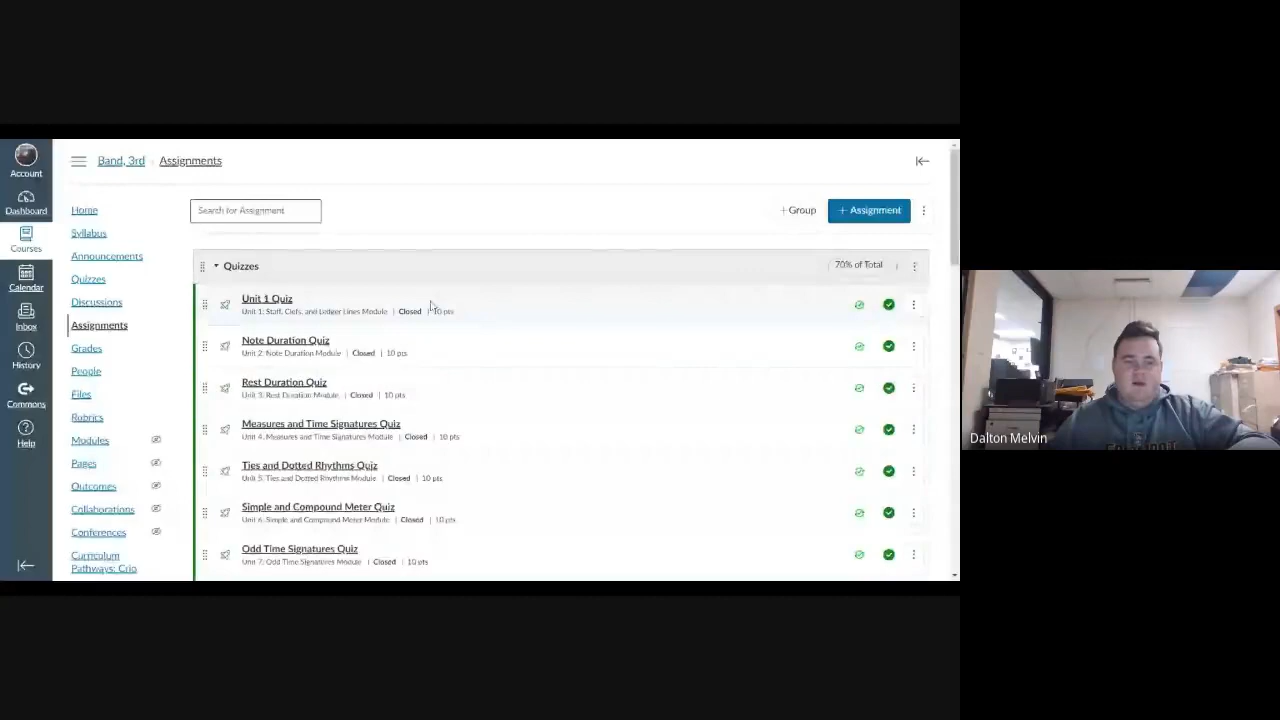 Account
Dashboard
Courses
Calendar
Inbox
History
Commons
Help
Band, 3rd
Assignments
Home
Syllabus
Announcements
Quizzes
Discussions
Assignments
Grades
People
Files
Rubrics
Modules
Pages
Outcomes
Collaborations
Conferences
Curriculum
Pathways: Crio
Search for Assignment
+ Group
+ Assignment
Quizzes
70% of Total
Unit 1 Quiz
Unit 1: Staff, Clefs, and Ledger Lines Module | Closed | 10 pts
Note Duration Quiz
Unit 2: Note Duration Module | Closed | 10 pts
Rest Duration Quiz
Unit 3: Rest Duration Module | Closed | 10 pts
Measures and Time Signatures Quiz
Unit 4: Measures and Time Signatures Module | Closed | 10 pts
Ties and Dotted Rhythms Quiz
Unit 5: Ties and Dotted Rhythms Module | Closed | 10 pts
Simple and Compound Meter Quiz
Unit 6: Simple and Compound Meter Module | Closed | 10 pts
Odd Time Signatures Quiz
Unit 7: Odd Time Signatures Module | Closed | 10 pts
Dalton Melvin